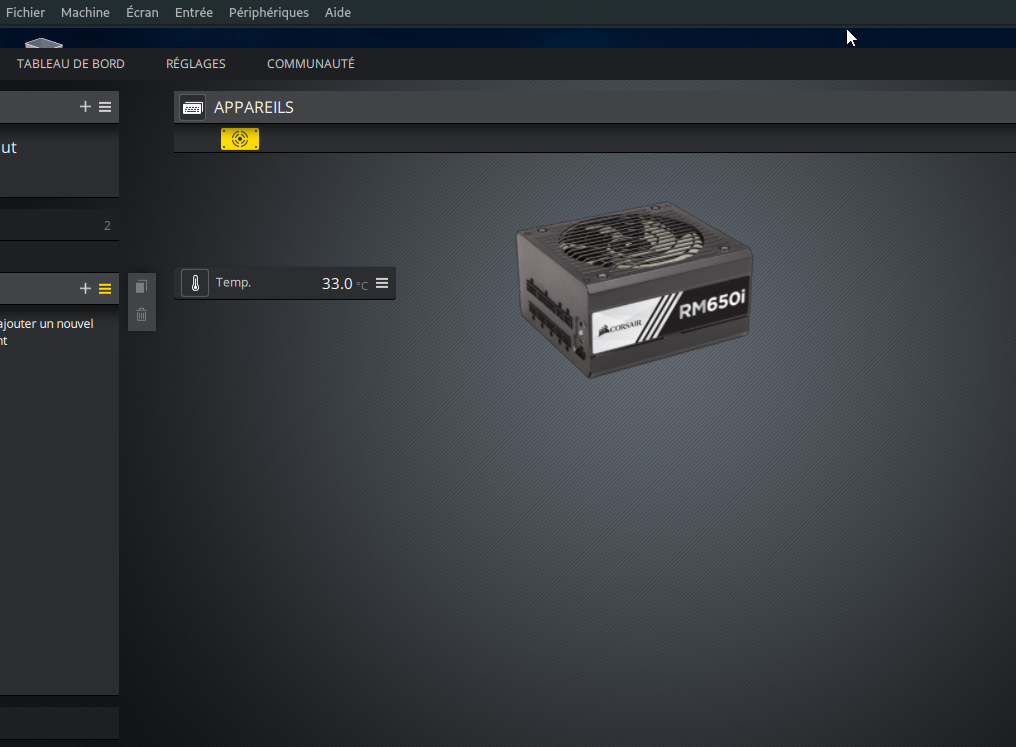 Fichier Machine Écran Entrée Périphériques Aide
TABLEAU DE BORD RÉGLAGES COMMUNAUTÉ
APPAREILS
ut
2
Temp. 33.0 °C
ajouter un nouvel
nt
CORSAIR
RM650i